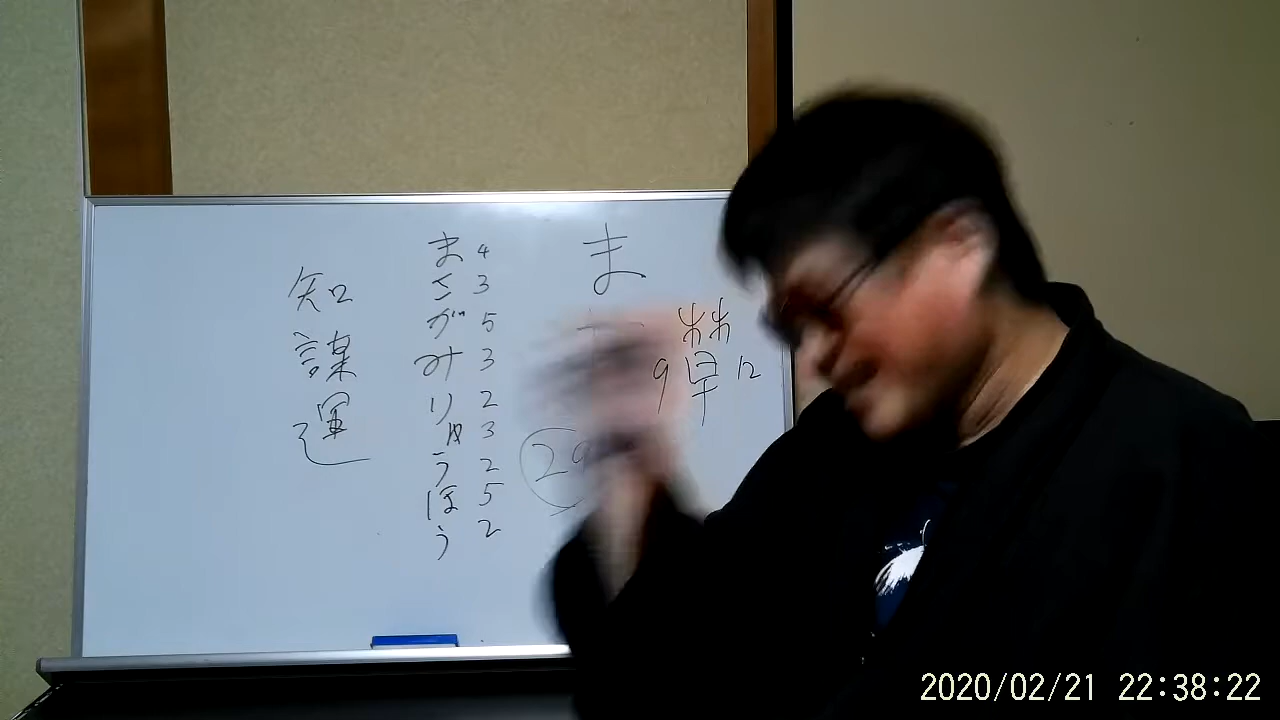 知謀運
ま 4
さ 3
が 5
み 3
り 2
ゅ 3
う 2
ほ 5
う 2
29
ま
9 12
2020/02/21 22:38:22